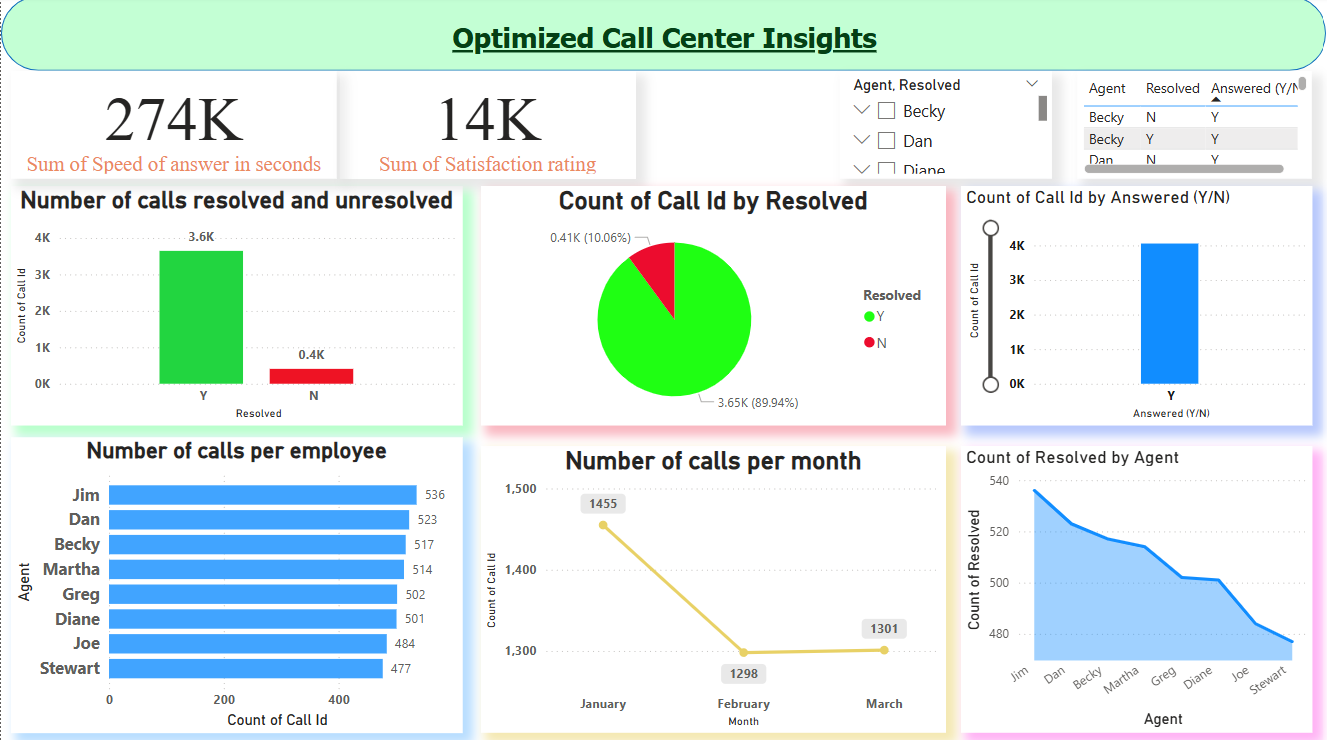 Optimized Call Center Insights
274K
Sum of Speed of answer in seconds
14K
Sum of Satisfaction rating
Agent, Resolved
Becky
Dan
Diane
Agent Resolved Answered (Y/N
Becky N Y
Becky Y Y
Dan N Y
Number of calls resolved and unresolved
Count of Call Id
4K
3K
2K
1K
0K
3.6K
0.4K
Y N
Resolved
Count of Call Id by Resolved
0.41K (10.06%)
3.65K (89.94%)
Resolved
Y
N
Count of Call Id by Answered (Y/N)
Count of Call Id
4K
3K
2K
1K
0K
Y
Answered (Y/N)
Number of calls per employee
Agent
Jim 536
Dan 523
Becky 517
Martha 514
Greg 502
Diane 501
Joe 484
Stewart 477
0 200 400
Count of Call Id
Number of calls per month
Count of Call Id
1,500
1,400
1,300
1455
1298
1301
January February March
Month
Count of Resolved by Agent
Count of Resolved
540
520
500
480
Jim Dan Becky Martha Greg Diane Joe Stewart
Agent